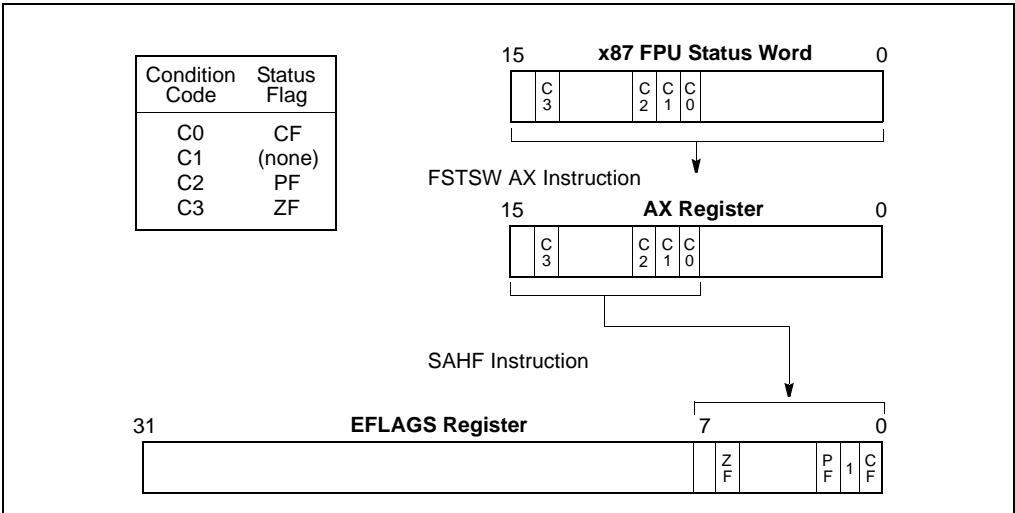 Condition Code Status Flag
C0 CF
C1 (none)
C2 PF
C3 ZF
15 x87 FPU Status Word 0
C3 C2 C1 C0
FSTSW AX Instruction
15 AX Register 0
C3 C2 C1 C0
SAHF Instruction
31 EFLAGS Register 7 0
ZF PF 1 CF